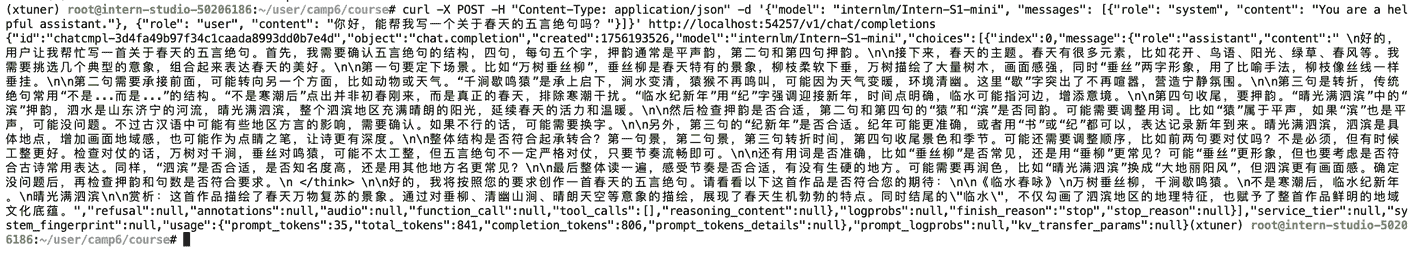 (xtuner) root@intern-studio-50206186:~/user/camp6/course# curl -X POST -H "Content-Type: application/json" -d '{"model": "internlm/Intern-S1-mini", "messages": [{"role": "system", "content": "You are a hel
pful assistant."}, {"role": "user", "content": "你好，能帮我写一个关于春天的五言绝句吗？"}]}' http://localhost:54257/v1/chat/completions
{"id":"chatcmpl-3d4fa49b97f34c1caada8993dd0b7e4d","object":"chat.completion","created":1756193526,"model":"internlm/Intern-S1-mini","choices":[{"index":0,"message":{"role":"assistant","content":" \n好的，
用户让我帮忙写一首关于春天的五言绝句。首先，我需要确认五言绝句的结构，四句，每句五个字，押韵通常是平声韵，第二句和第四句押韵。\n\n接下来，春天的主题。春天有很多元素，比如花开、鸟语、阳光、绿草、春风等。我
需要挑选几个典型的意象，组合起来表达春天的美好。\n\n第一句要定下场景。比如“万树垂丝柳”，垂丝柳是春天特有的景象，柳枝柔软下垂，万树描绘了大量树木，画面感强，同时“垂丝”两字形象，用了比喻手法，柳枝像丝线一样
垂挂。\n\n第二句需要承接前面，可能转向另一个方面，比如动物或天气。“千涧歇鸣猿”是承上启下，涧水变清，猿猴不再鸣叫，可能因为天气变暖，环境清幽。这里“歇”字突出了不再喧嚣，营造宁静氛围。\n\n第三句是转折，传统
绝句常用“不是...而是..."的结构。“不是寒潮后”点出并非初春刚来，而是真正的春天，排除寒潮干扰。“临水纪新年”用“纪”字强调迎接新年，时间点明确，临水可能指河边，增添意境。\n\n第四句收尾，要押韵。“晴光满泗滨”中的“
滨”押韵，泗水是山东济宁的河流，晴光满泗滨，整个泗滨地区充满晴朗的阳光，延续春天的活力和温暖。\n\n然后检查押韵是否合适，第二句和第四句的“猿”和“滨”是否同韵。可能需要调整用词。比如“猿”属于平声，如果“滨”也是平
声，可能没问题。不过古汉语中可能有些地方方言的影响，需要确认。如果不行的话，可能需要换字。\n\n另外，第三句的“纪新年”是否合适。纪年可能更准确，或者用“书”或“纪”都可以，表达记录新年到来。晴光满泗滨，泗滨是具
体地点，增加画面地域感，也可能作为点睛之笔，让诗更有深度。\n\n整体结构是否符合起承转合？第一句景，第二句景，第三句转折时间，第四句收尾景色和季节。可能还需要调整顺序，比如前两句要对仗吗？不是必须，但有时候
工整更好。检查对仗的话，万树对千涧，垂丝对鸣猿，可能不太工整，但五言绝句不一定严格对仗，只要节奏流畅即可。\n\n还有用词是否准确，比如“垂丝柳”是否常见，还是用“垂柳”更常见？可能“垂丝”更形象，但也要考虑是否符
合古诗常用表达。同样，“泗滨”是否合适，是否知名度高，还是用其他地方名更常见？\n\n最后整体读一遍，感受节奏是否合适，有没有生硬的地方。可能需要再润色，比如“晴光满泗滨”换成“大地丽阳风”，但泗滨更有画面感。确定
没问题后，再检查押韵和句数是否符合要求。\n </think> \n\n好的，我将按照您的要求创作一首春天的五言绝句。请看看以下这首作品是否符合您的期待：\n\n《临水春咏》\n万树垂丝柳，千涧歇鸣猿。\n不是寒潮后，临水纪新年
。\n晴光满泗滨\n\n赏析：这首作品描绘了春天万物复苏的景象。通过对垂柳、清幽山涧、晴朗天空等意象的描绘，展现了春天生机勃勃的特点。同时结尾的\"临水\"，不仅勾画了泗滨地区的地理特征，也赋予了整首作品鲜明的地域
文化底蕴。","refusal":null,"annotations":null,"audio":null,"function_call":null,"tool_calls":[],"reasoning_content":null},"logprobs":null,"finish_reason":"stop","stop_reason":null}],"service_tier":null,"sy
stem_fingerprint":null,"usage":{"prompt_tokens":35,"total_tokens":841,"completion_tokens":806,"prompt_tokens_details":null},"prompt_logprobs":null,"kv_transfer_params":null}(xtuner) root@intern-studio-5020
6186:~/user/camp6/course#